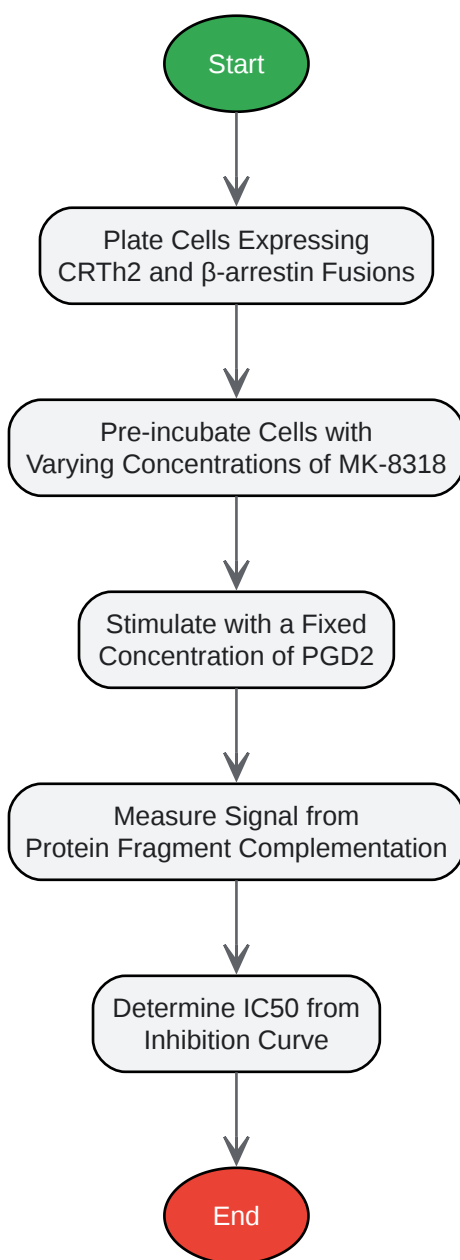 Start
Plate Cells Expressing
CRTh2 and β-arrestin Fusions
Pre-incubate Cells with
Varying Concentrations of MK-8318
Stimulate with a Fixed
Concentration of PGD2
Measure Signal from
Protein Fragment Complementation
Determine IC50 from
Inhibition Curve
End